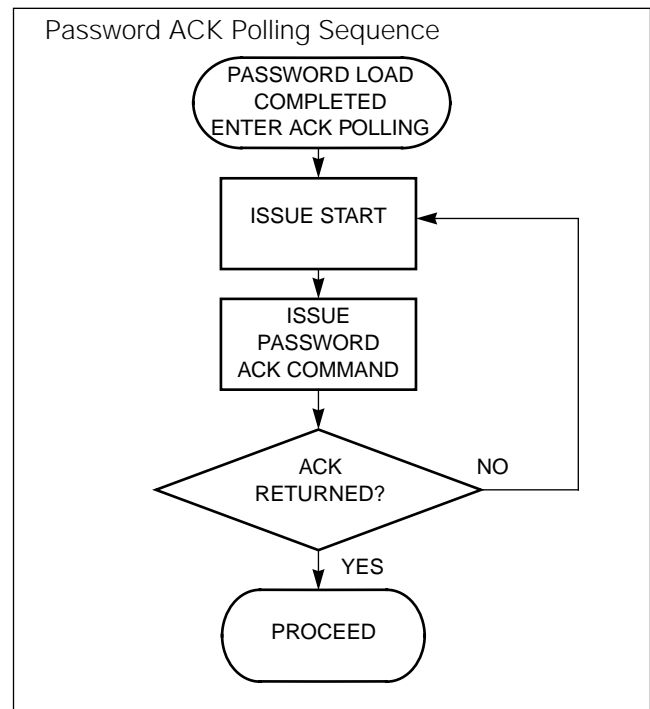 Password ACK Polling Sequence
PASSWORD LOAD
COMPLETED
ENTER ACK POLLING
ISSUE START
ISSUE
PASSWORD
ACK COMMAND
ACK
RETURNED?
NO
YES
PROCEED